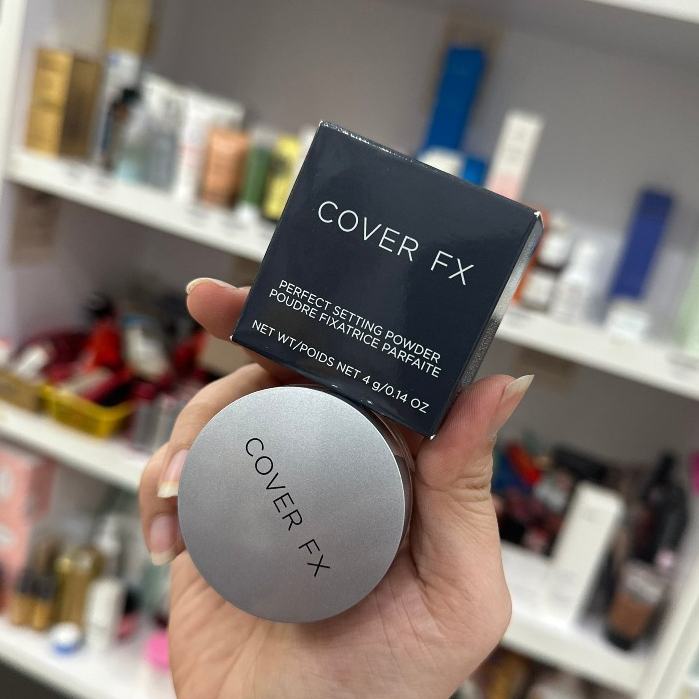 COVER FX
PERFECT SETTING POWDER
POUDRE FIXATRICE PARFAITE
NET WT/POIDS NET 4 g/0.14 OZ
COVER FX